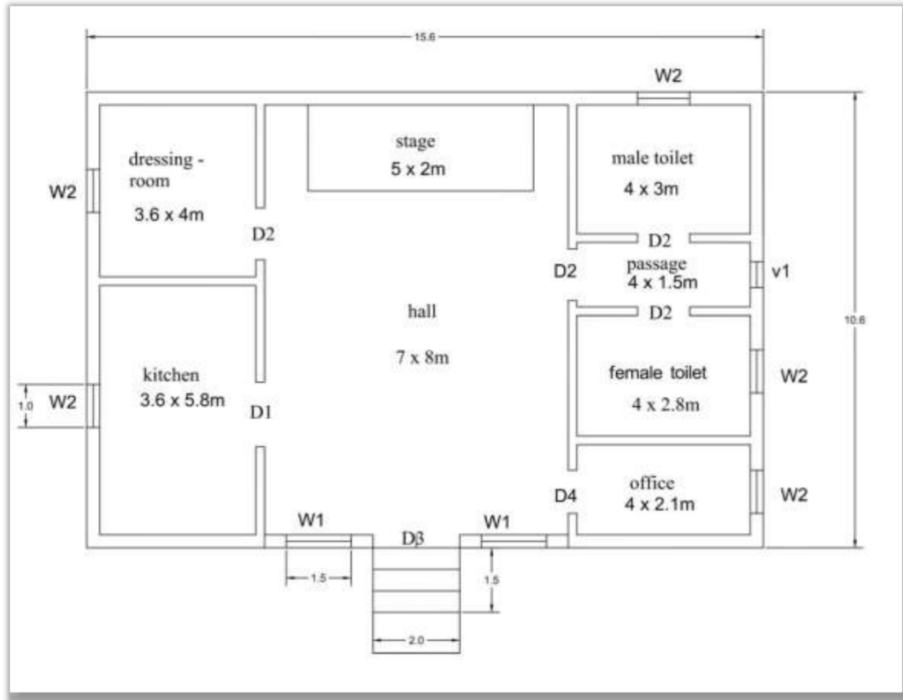 15.6
W2
dressing -
room
3.6 x 4m
stage
5 x 2m
male toilet
4 x 3m
W2
D2
D2
D2
passage
4 x 1.5m
v1
D2
10.6
hall
7 x 8m
kitchen
3.6 x 5.8m
1.0
W2
D1
female toilet
4 x 2.8m
W2
office
4 x 2.1m
D4
W2
W1
Dβ
W1
1.5
1.5
2.0